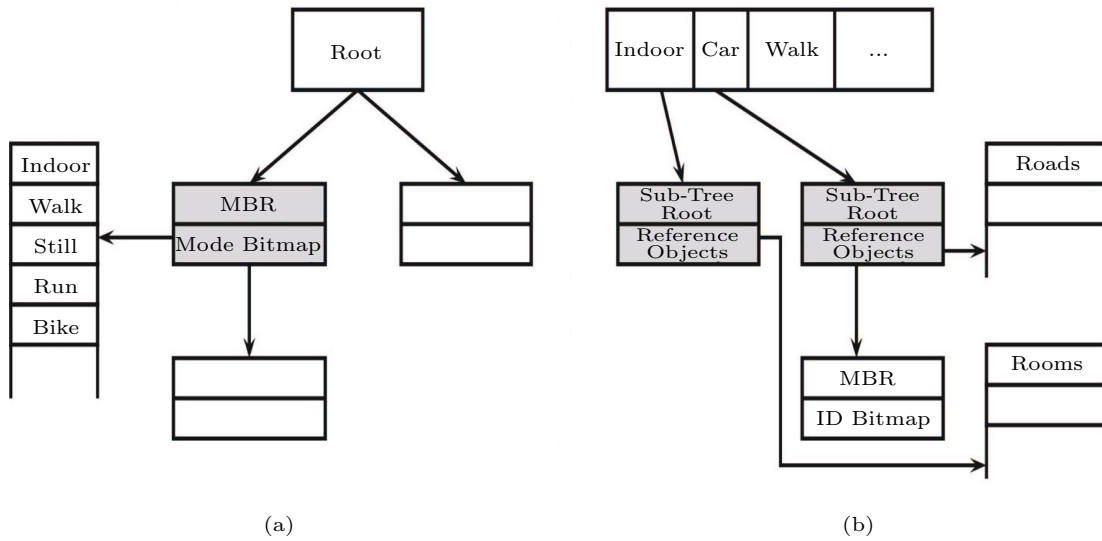 Root
Indoor
Walk
Still
Run
Bike
MBR
Mode Bitmap
(a)
Indoor Car Walk ...
Sub-Tree
Root
Reference
Objects
Sub-Tree
Root
Reference
Objects
Roads
MBR
ID Bitmap
Rooms
(b)